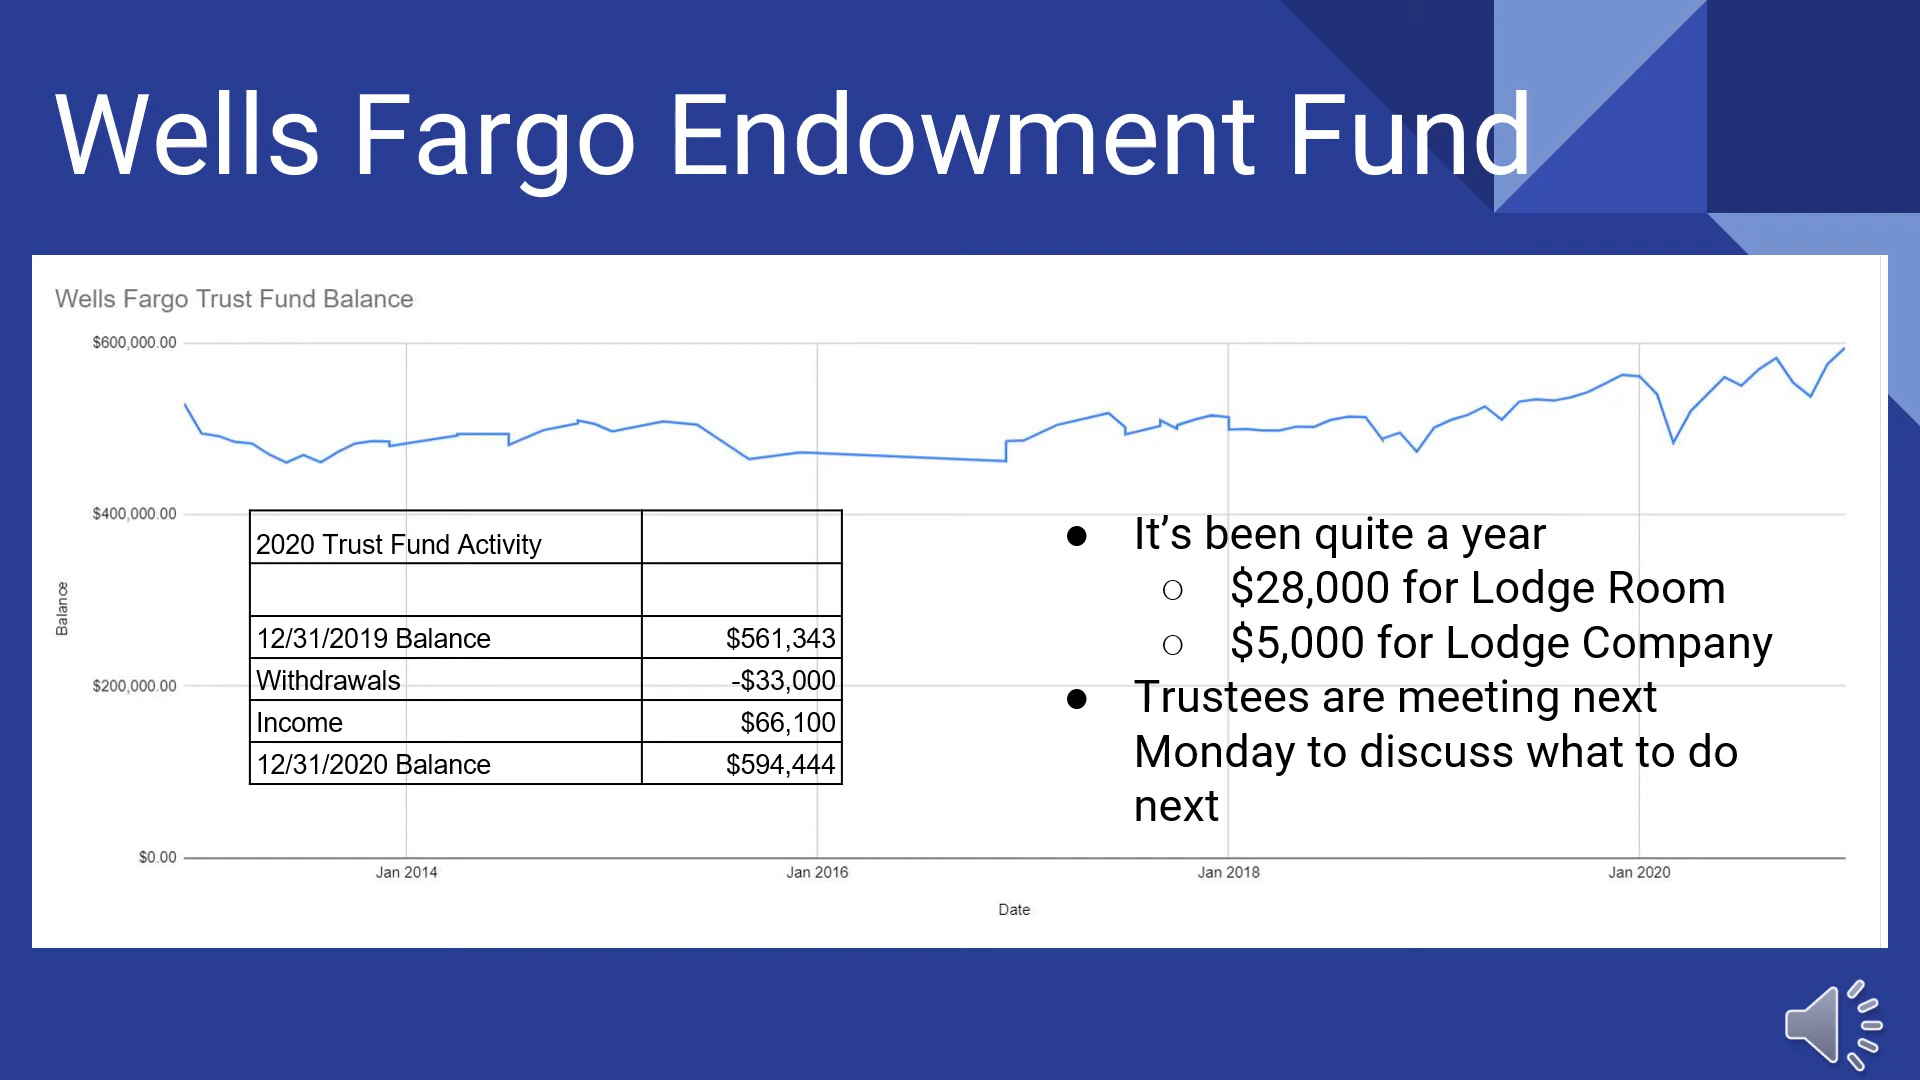 Wells Fargo Endowment Fund
Wells Fargo Trust Fund Balance
$600,000.00
$400,000.00
$200,000.00
$0.00
Balance
2020 Trust Fund Activity
12/31/2019 Balance $561,343
Withdrawals -$33,000
Income $66,100
12/31/2020 Balance $594,444
● It’s been quite a year
○ $28,000 for Lodge Room
○ $5,000 for Lodge Company
● Trustees are meeting next
Monday to discuss what to do
next
Jan 2014 Jan 2016 Jan 2018 Jan 2020
Date